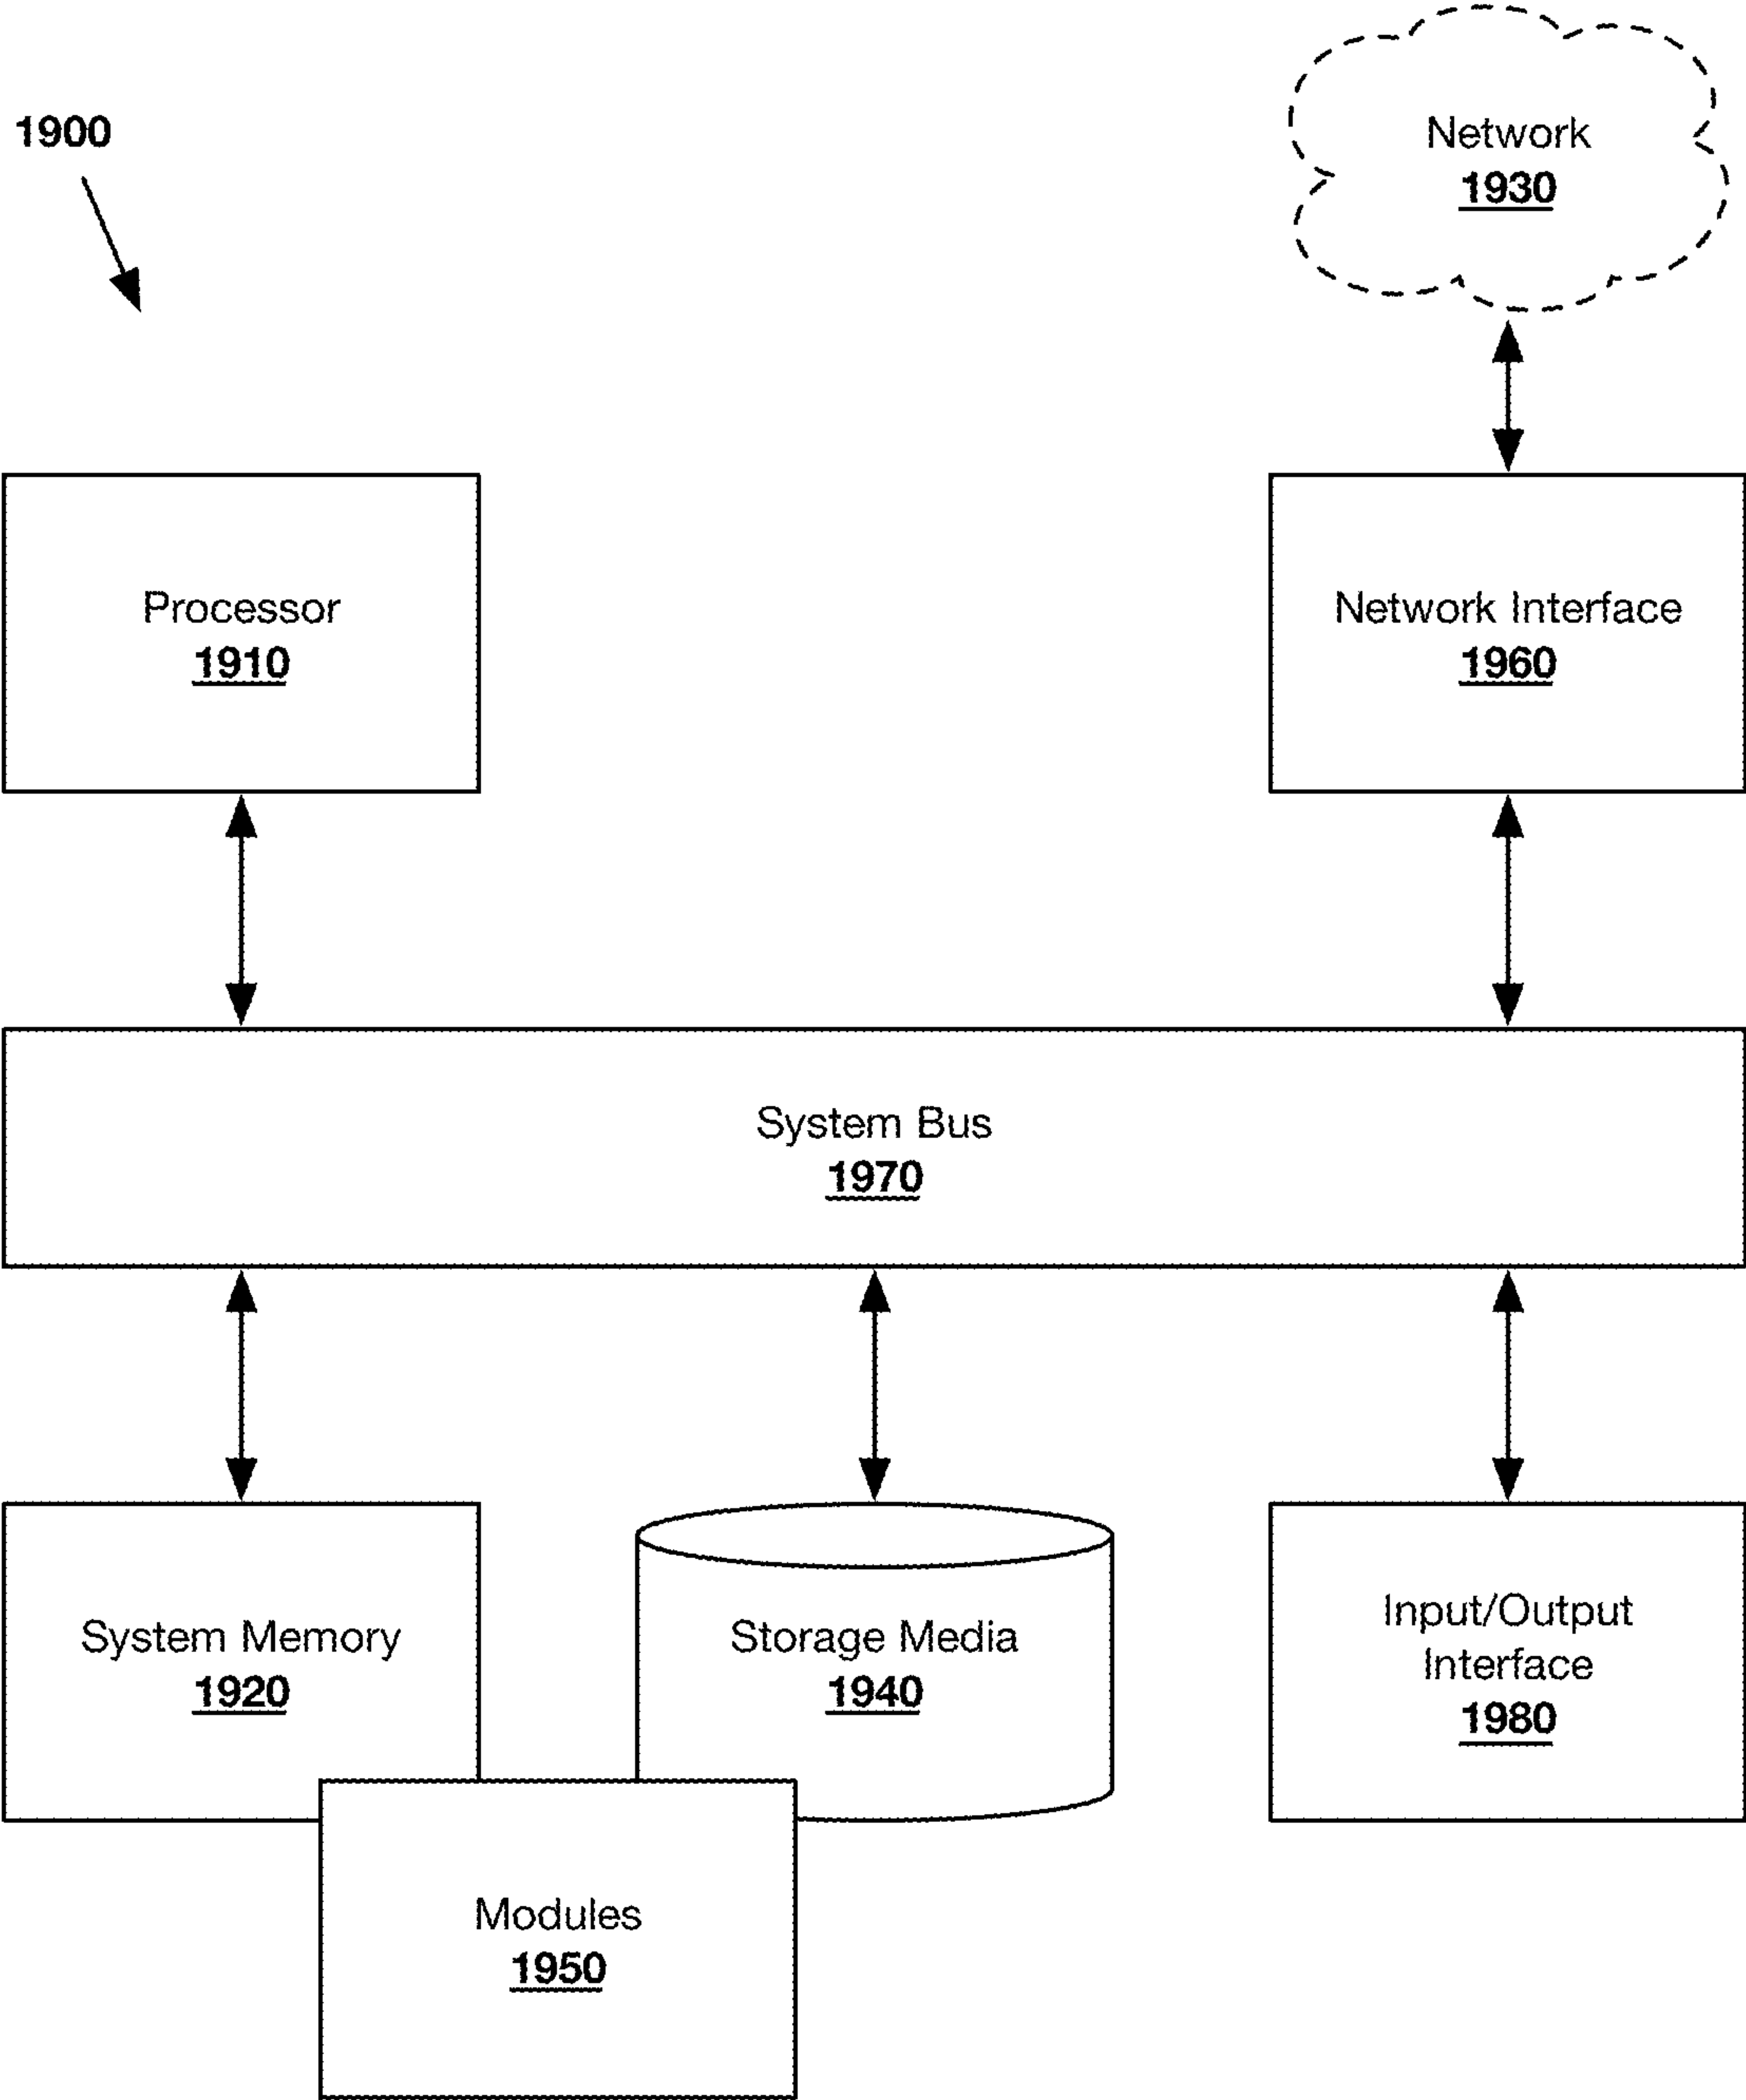 1900
Network
1930
Processor
1910
Network Interface
1960
System Bus
1970
System Memory
1920
Storage Media
1940
Input/Output
Interface
1980
Modules
1950